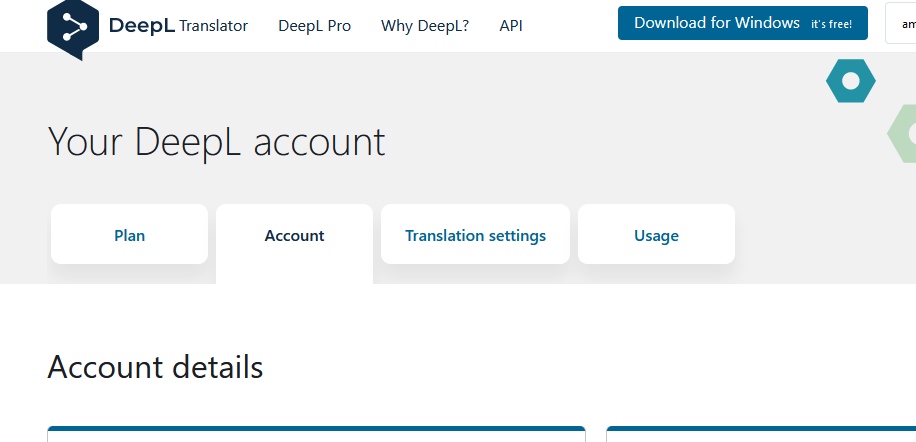 DeepL Translator DeepL Pro Why DeepL? API Download for Windows it's free!
Your DeepL account
Plan Account Translation settings Usage
Account details